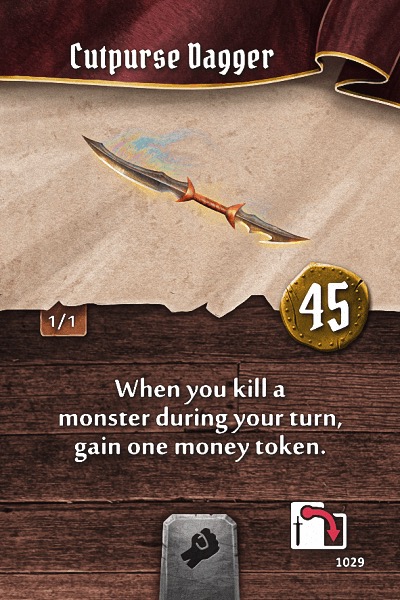 Cutpurse Dagger
45
1/1
When you kill a
monster during your turn,
gain one money token.
1029